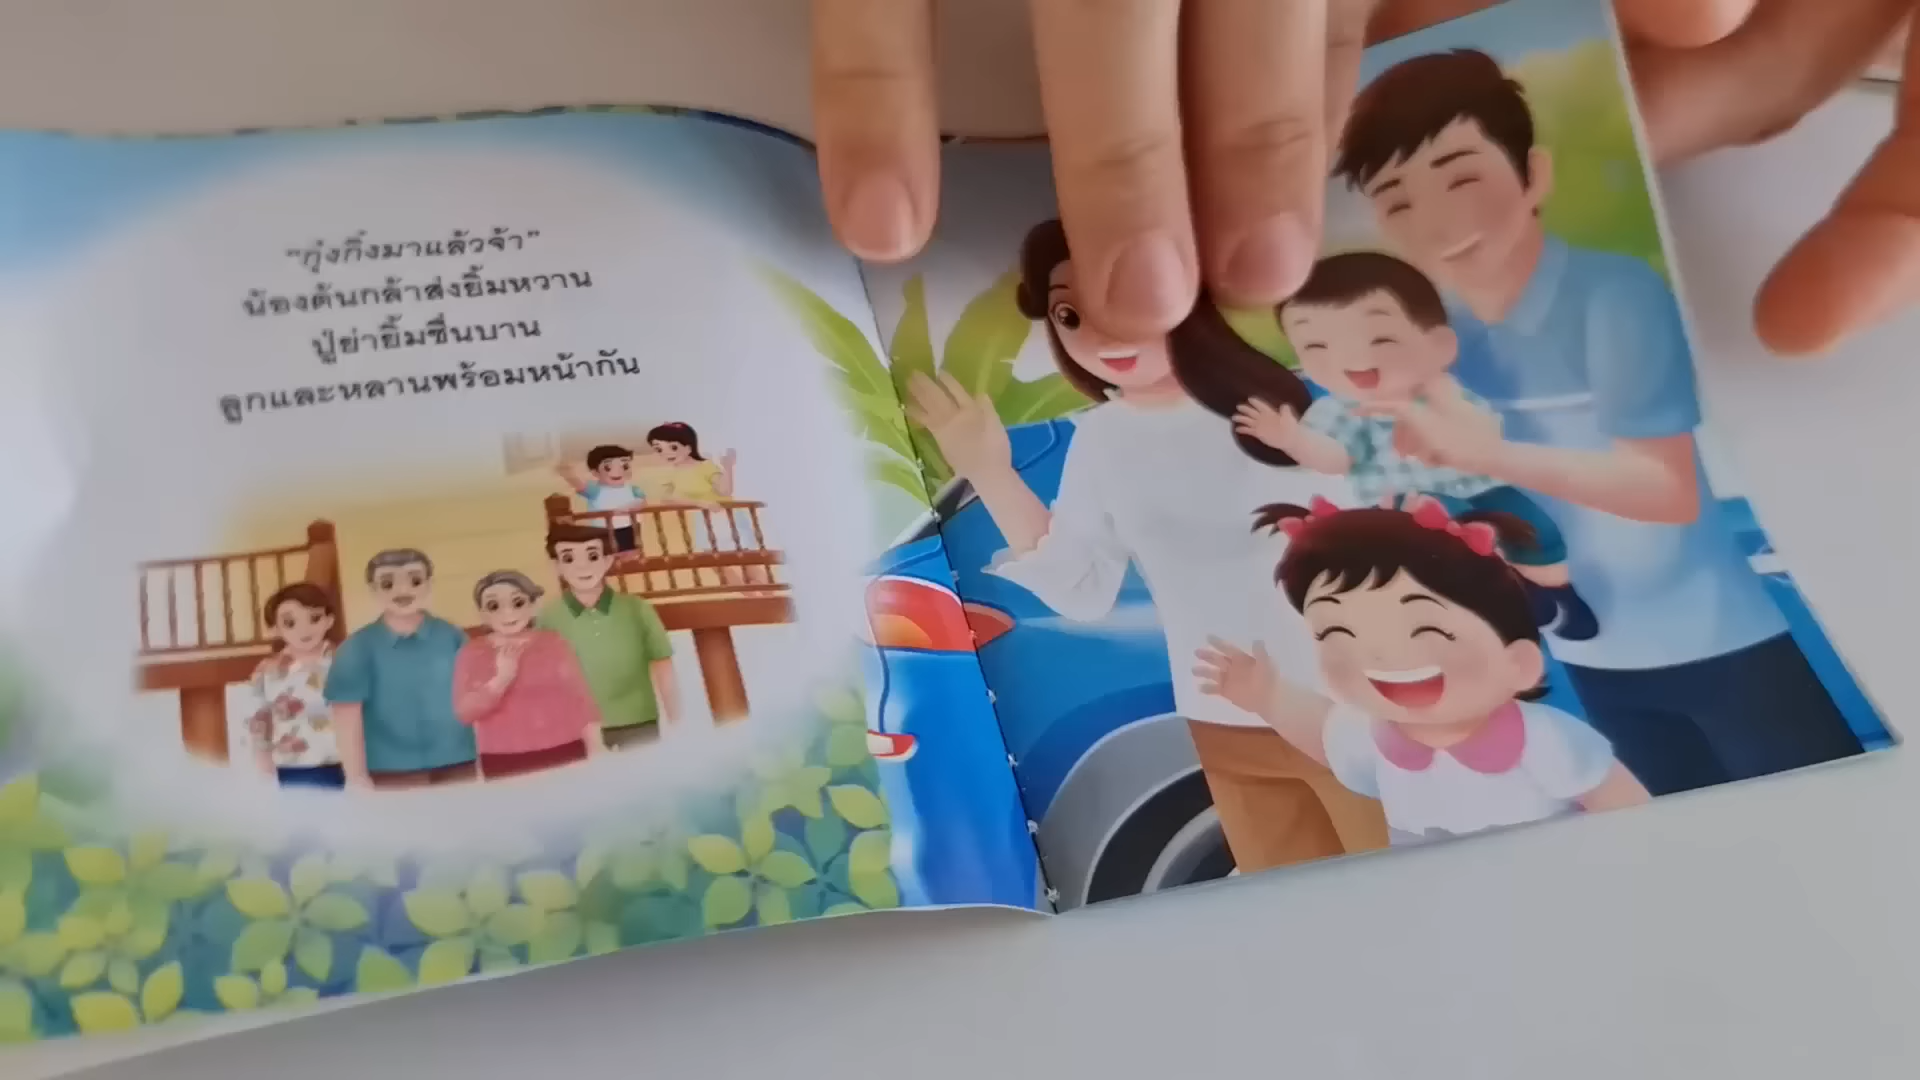 "กุ๋งกิ๋งมาแล้วจ้า"
น้องต้นกล้าส่งยิ้มหวาน
ปู่ย่ายิ้มชื่นบาน
ลูกและหลานพร้อมหน้ากัน